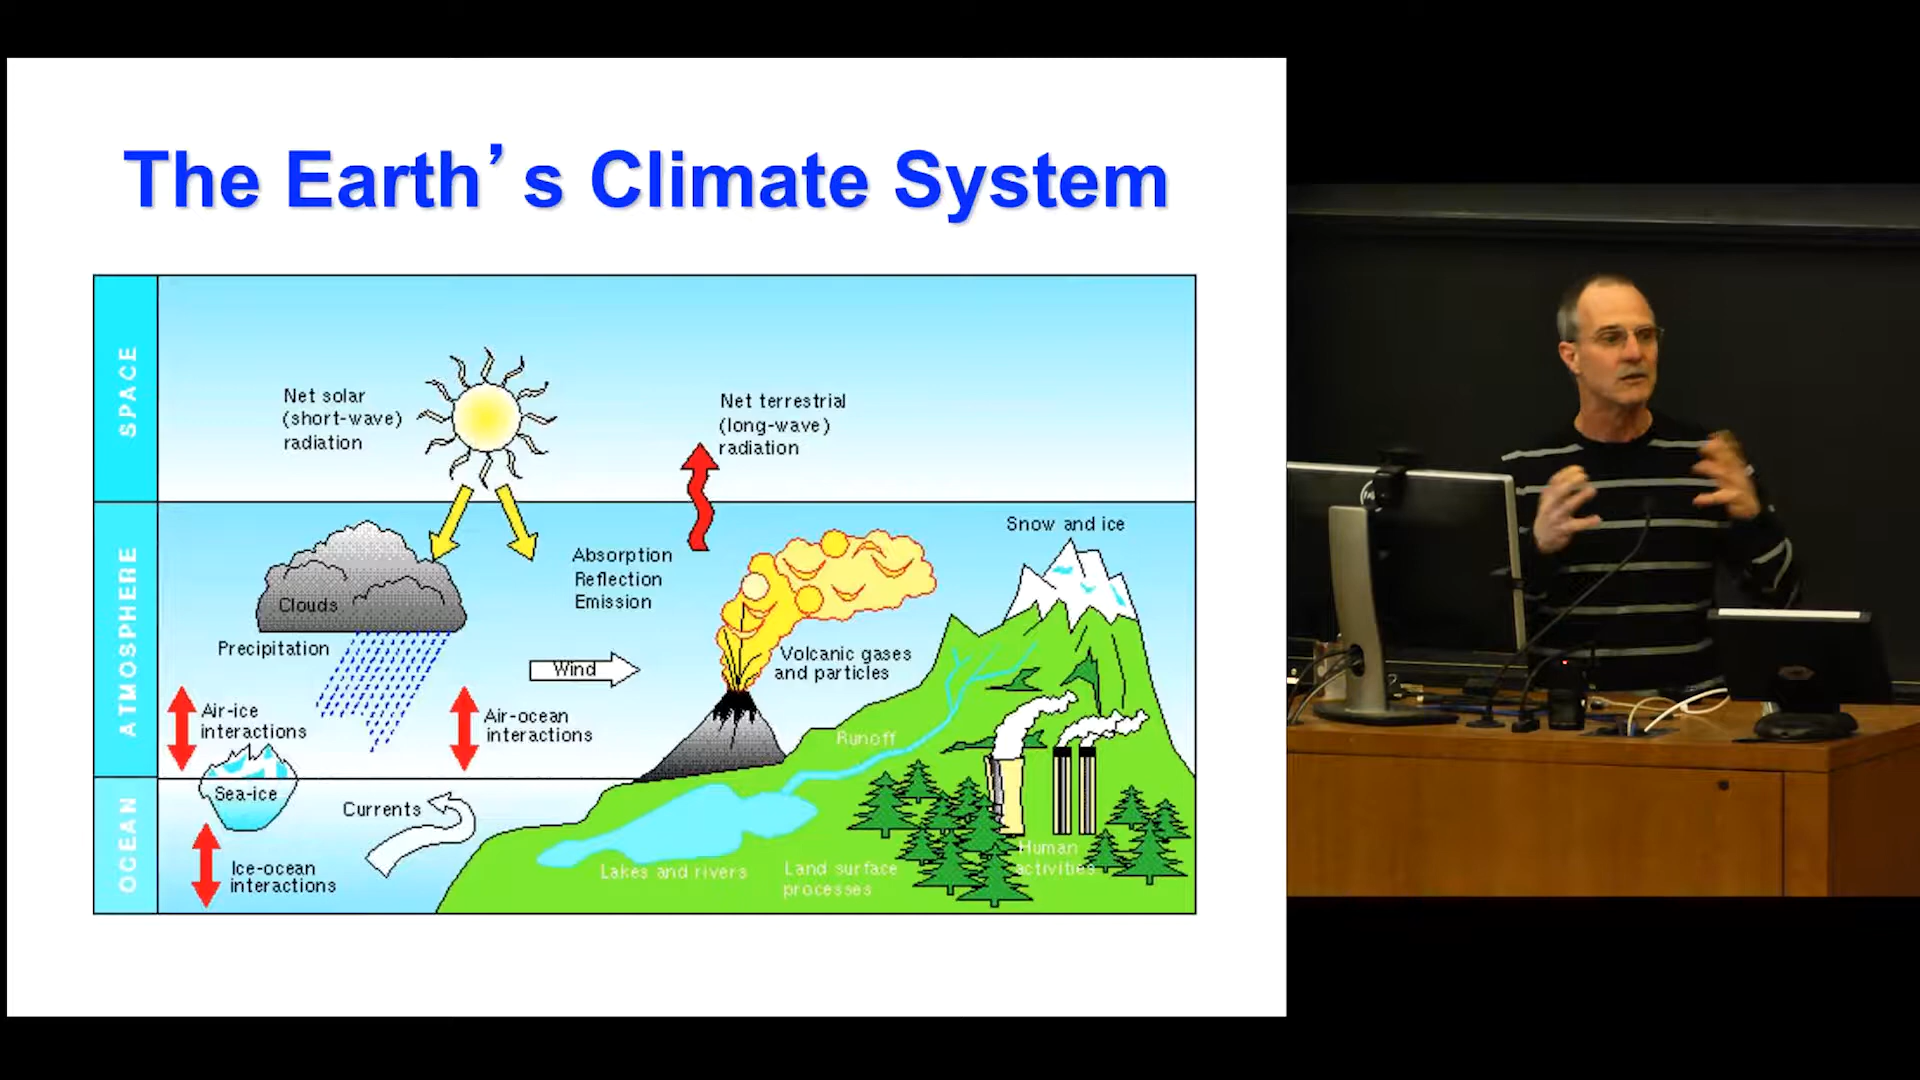 The Earth’s Climate System
SPACE
Net solar
(short-wave)
radiation
Net terrestrial
(long-wave)
radiation
ATMOSPHERE
Snow and ice
Absorption
Reflection
Emission
Clouds
Precipitation
Wind
Volcanic gases
and particles
Air-ice
interactions
Air-ocean
interactions
Runoff
OCEAN
Sea-ice
Currents
Ice-ocean
interactions
Lakes and rivers
Land surface
processes
Human
activities